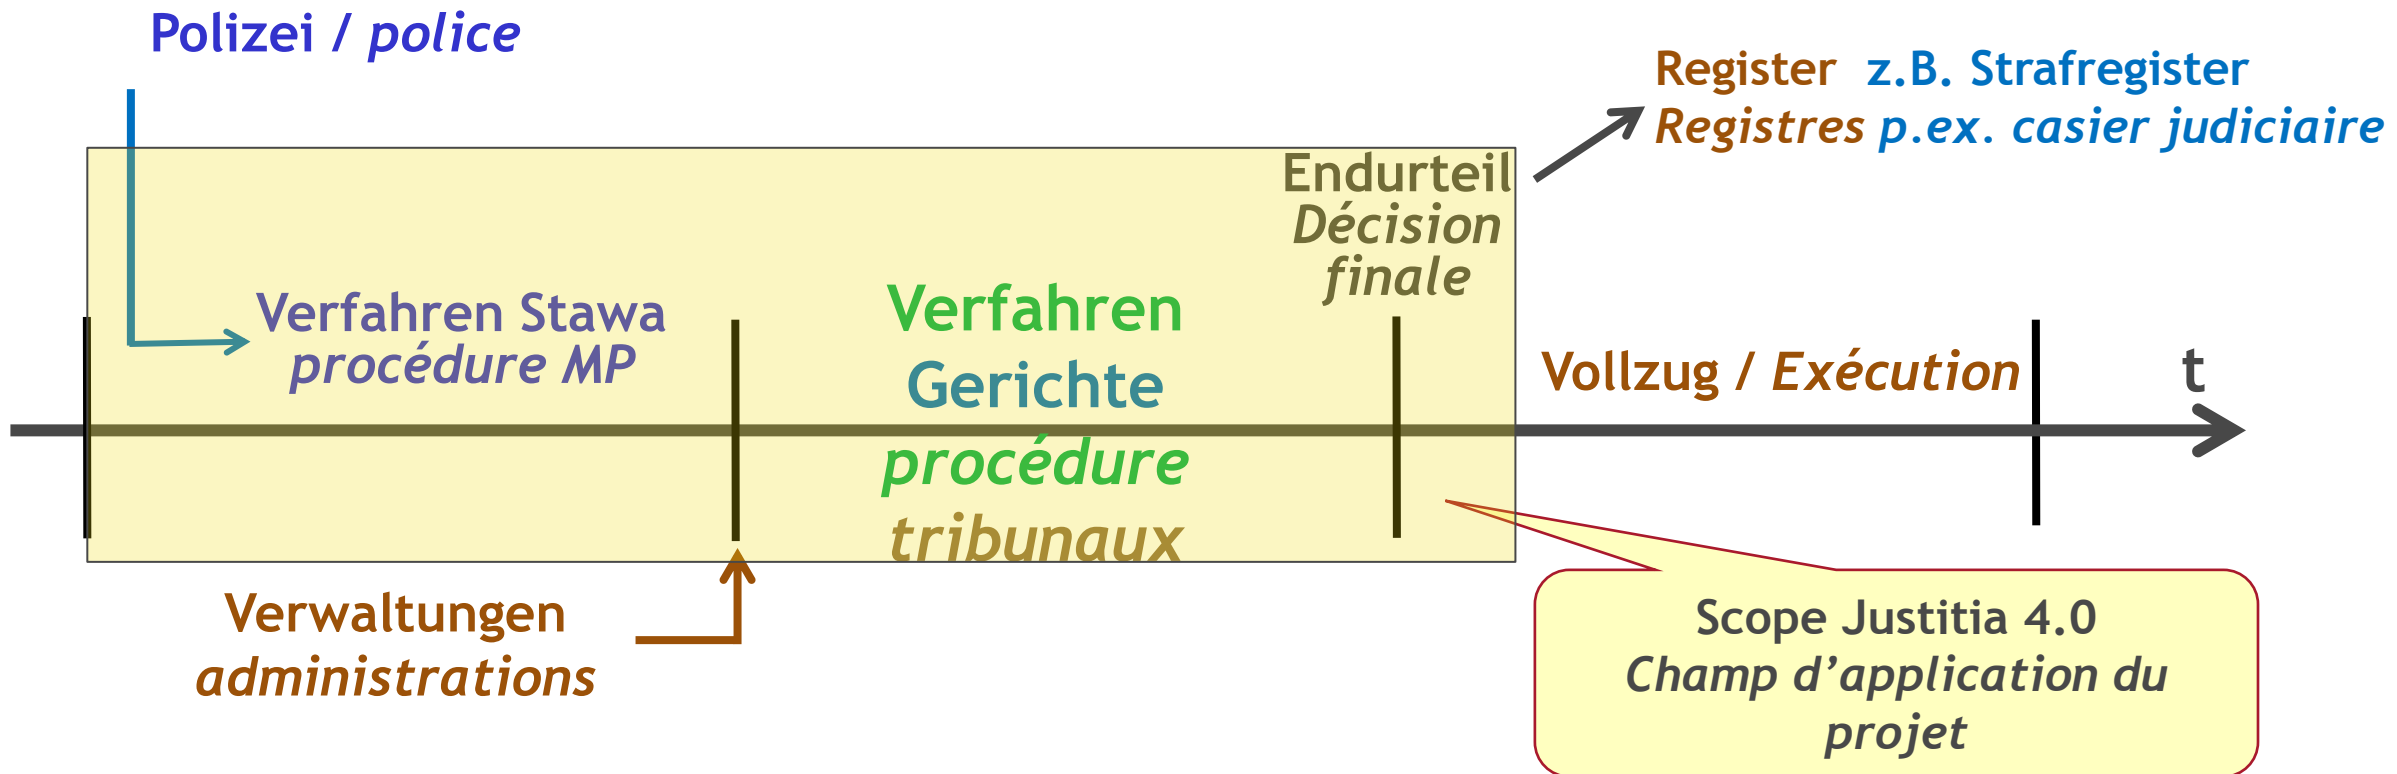 Polizei / police
Register z.B. Strafregister
Registres p.ex. casier judiciaire
Endurteil
Décision
finale
Verfahren Stawa
procédure MP
Verfahren
Gerichte
procédure
tribunaux
Vollzug / Exécution
t
Verwaltungen
administrations
Scope Justitia 4.0
Champ d’application du
projet